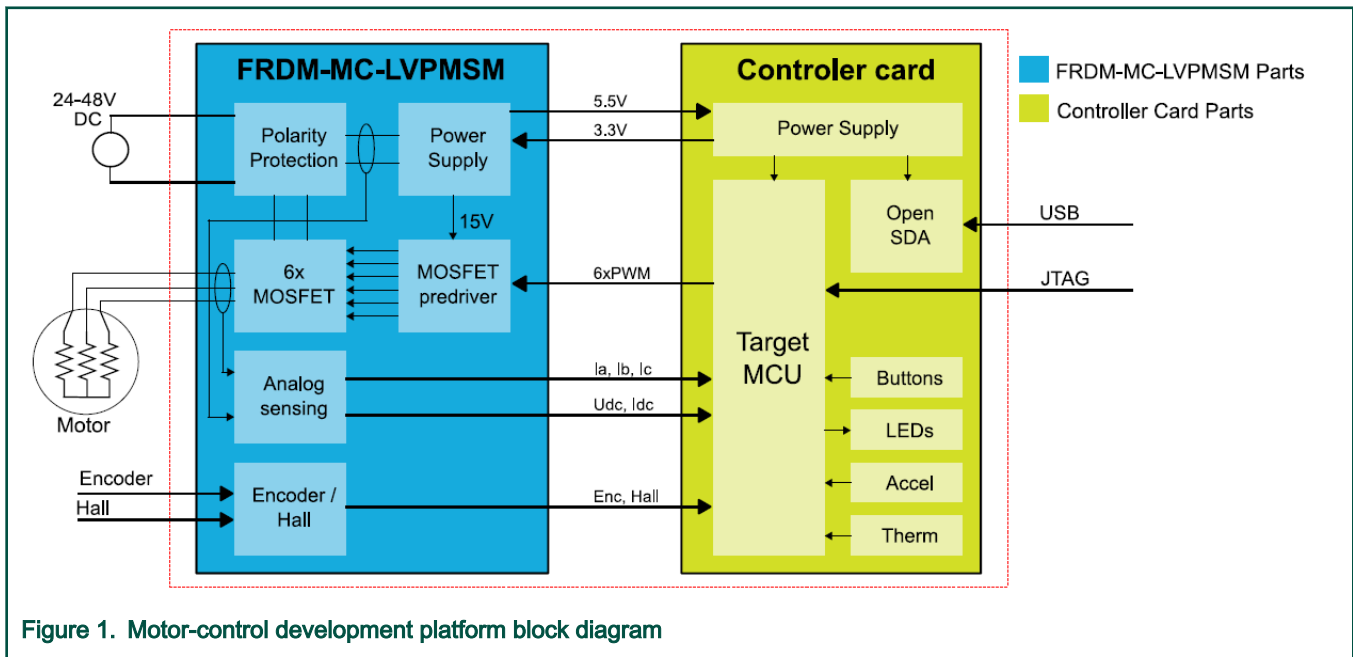 FRDM-MC-LVPMSM
Controler card
FRDM-MC-LVPMSM Parts
Controller Card Parts
24-48V
DC
Polarity
Protection
Power
Supply
5.5V
3.3V
Power Supply
15V
Open
SDA
USB
6x
MOSFET
MOSFET
predriver
6xPWM
JTAG
Target
MCU
Motor
Analog
sensing
Ia, Ib, Ic
Udc, Idc
Buttons
LEDs
Accel
Therm
Encoder
Hall
Encoder /
Hall
Enc, Hall
Figure 1. Motor-control development platform block diagram